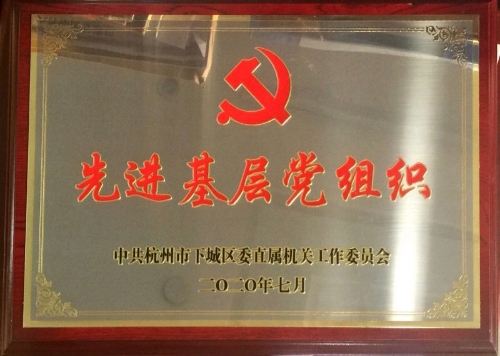 先进基层党组织
中共杭州市下城区委直属机关工作委员会
二〇二〇年七月